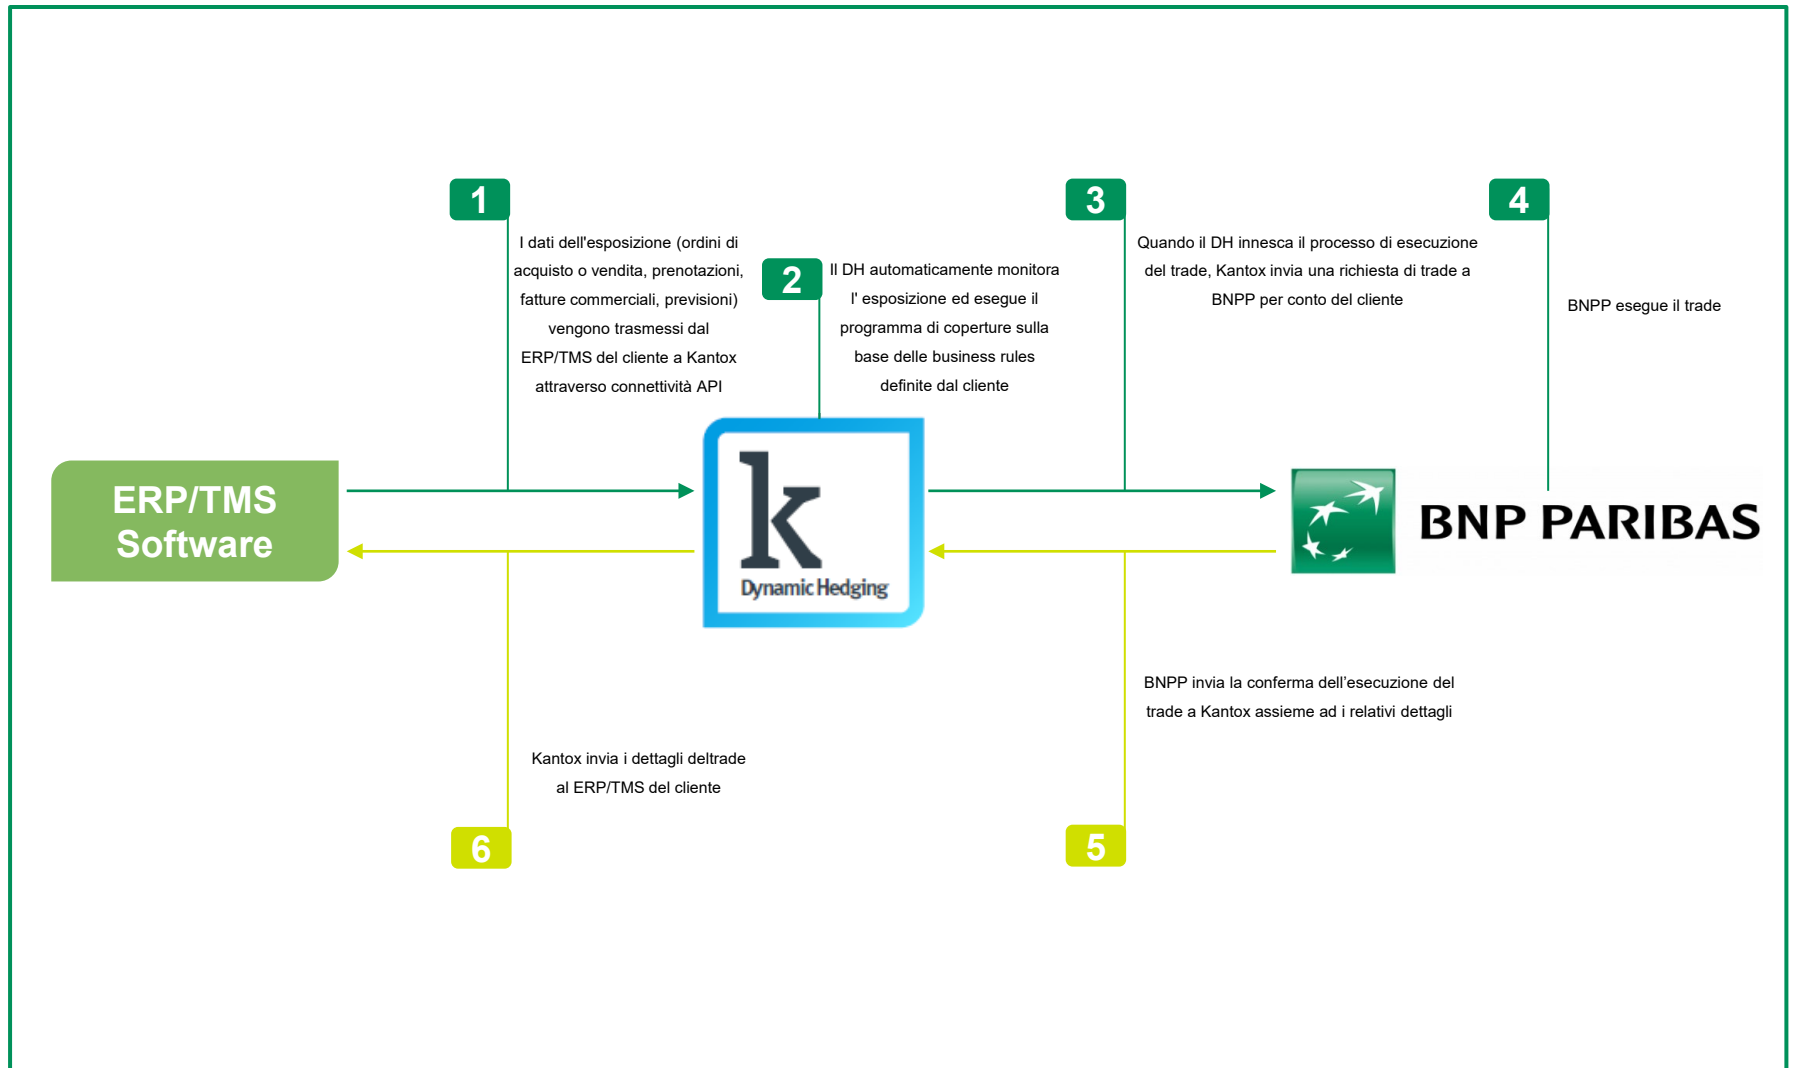 1
I dati dell'esposizione (ordini di
acquisto o vendita, prenotazioni,
fatture commerciali, previsioni)
vengono trasmessi dal
ERP/TMS del cliente a Kantox
attraverso connettività API
2
Il DH automaticamente monitora
l' esposizione ed esegue il
programma di coperture sulla
base delle business rules
definite dal cliente
3
Quando il DH innesca il processo di esecuzione
del trade, Kantox invia una richiesta di trade a
BNPP per conto del cliente
4
BNPP esegue il trade
ERP/TMS
Software
k
Dynamic Hedging
BNP PARIBAS
BNPP invia la conferma dell’esecuzione del
trade a Kantox assieme ad i relativi dettagli
5
Kantox invia i dettagli deltrade
al ERP/TMS del cliente
6